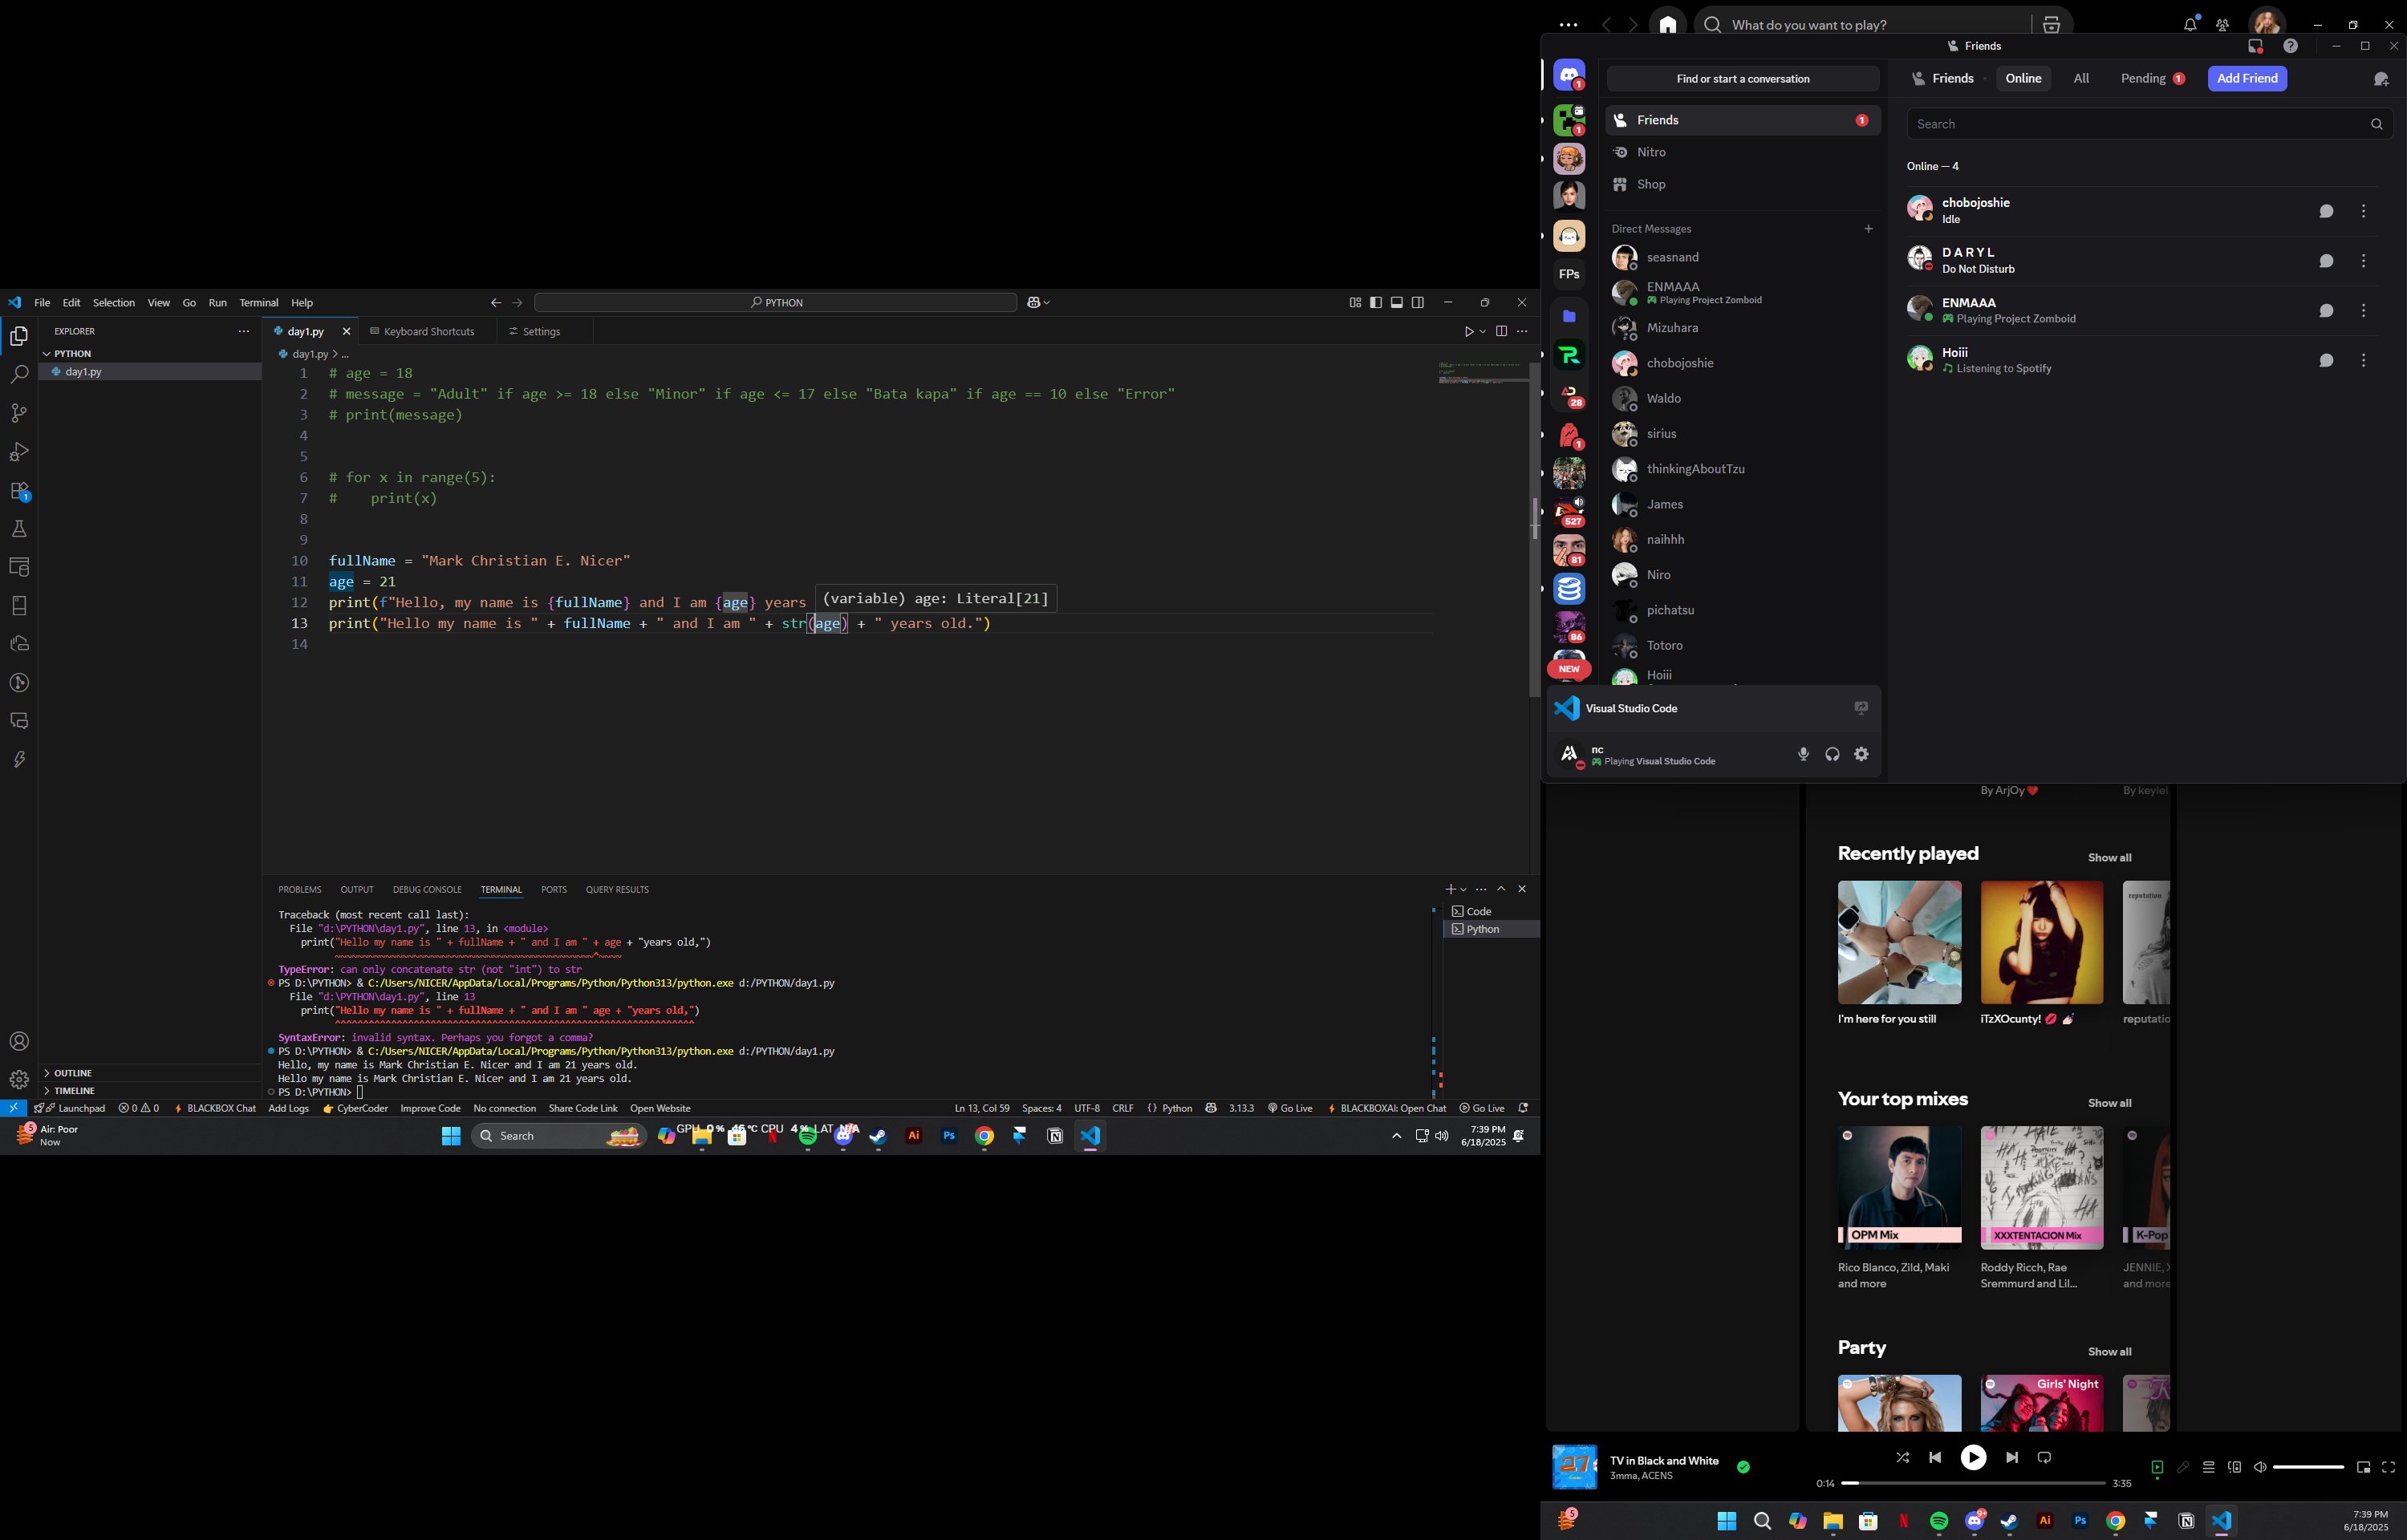 File Edit Selection View Go Run Terminal Help
PYTHON
EXPLORER
PYTHON
day1.py
OUTLINE
TIMELINE
day1.py
Keyboard Shortcuts
Settings
day1.py > ...
1 # age = 18
2 # message = "Adult" if age >= 18 else "Minor" if age <= 17 else "Bata kapa" if age == 10 else "Error"
3 # print(message)
4
5
6 # for x in range(5):
7 #    print(x)
8
9
10 fullName = "Mark Christian E. Nicer"
11 age = 21
12 print(f"Hello, my name is {fullName} and I am {age} years
(variable) age: Literal[21]
13 print("Hello my name is " + fullName + " and I am " + str(age) + " years old.")
14
PROBLEMS OUTPUT DEBUG CONSOLE TERMINAL PORTS QUERY RESULTS
Code
Python
Traceback (most recent call last):
  File "d:\PYTHON\day1.py", line 13, in <module>
    print("Hello my name is " + fullName + " and I am " + age + "years old,")
TypeError: can only concatenate str (not "int") to str
PS D:\PYTHON> & C:/Users/NICER/AppData/Local/Programs/Python/Python313/python.exe d:/PYTHON/day1.py
  File "d:\PYTHON\day1.py", line 13
    print("Hello my name is " + fullName + " and I am " age + "years old,")
SyntaxError: invalid syntax. Perhaps you forgot a comma?
PS D:\PYTHON> & C:/Users/NICER/AppData/Local/Programs/Python/Python313/python.exe d:/PYTHON/day1.py
Hello, my name is Mark Christian E. Nicer and I am 21 years old.
Hello my name is Mark Christian E. Nicer and I am 21 years old.
PS D:\PYTHON>
Launchpad 0 0 BLACKBOX Chat Add Logs CyberCoder Improve Code No connection Share Code Link Open Website
Ln 13, Col 59 Spaces: 4 UTF-8 CRLF {} Python 3.13.3 Go Live BLACKBOXAI: Open Chat Go Live
5
Air: Poor
Now
Search
GPU 0 % 46 °C CPU 4 % LAT N/A
Ai
Ps
7:39 PM
6/18/2025
What do you want to play?
Friends
1
1
FPs
28
1
527
81
86
NEW
Find or start a conversation
Friends 1
Nitro
Shop
Direct Messages
seasnand
ENMAAA
Playing Project Zomboid
Mizuhara
chobojoshie
Waldo
sirius
thinkingAboutTzu
James
naihhh
Niro
pichatsu
Totoro
Hoiii
Visual Studio Code
nc
Playing Visual Studio Code
Friends Online All Pending 1 Add Friend
Search
Online — 4
chobojoshie
Idle
D A R Y L
Do Not Disturb
ENMAAA
Playing Project Zomboid
Hoiii
Listening to Spotify
By ArjOy
By keyiel
Recently played
Show all
reputation
I'm here for you still
iTzXOcunty!
reputatio
Your top mixes
Show all
OPM Mix
XXXTENTACION Mix
K-Pop
Rico Blanco, Zild, Maki and more
Roddy Ricch, Rae Sremmurd and Lil...
JENNIE, X
and more
Party
Show all
Girls' Night
27
TV in Black and White
3mma, ACENS
0:14
3:35
5
Ai
Ps
7:39 PM
6/18/2025